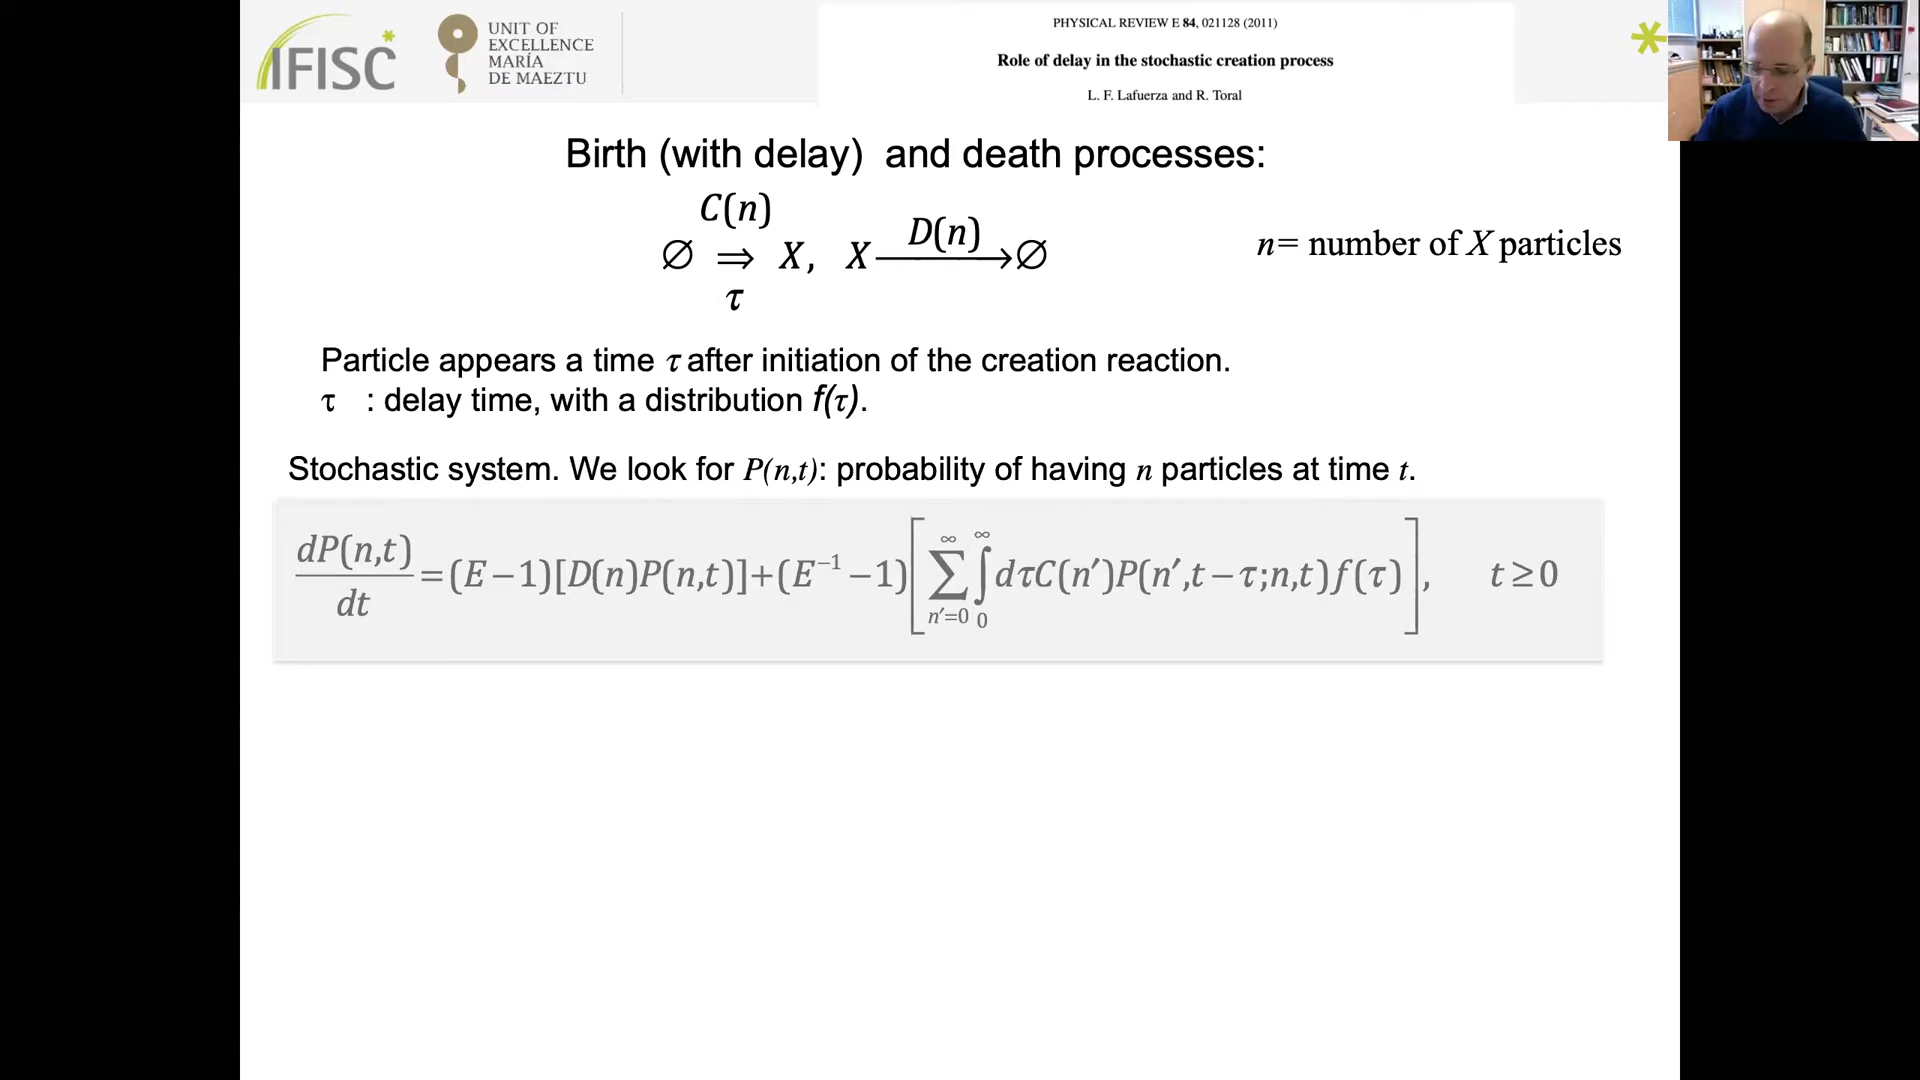 IFISC
UNIT OF
EXCELLENCE
MARÍA
DE MAEZTU
PHYSICAL REVIEW E 84, 021128 (2011)
Role of delay in the stochastic creation process
L. F. Lafuerza and R. Toral
Birth (with delay) and death processes:
C(n)
∅ ⇒ X, X ⟶ ∅
D(n)
τ
n= number of X particles
Particle appears a time τ after initiation of the creation reaction.
τ : delay time, with a distribution f(τ).
Stochastic system. We look for P(n,t): probability of having n particles at time t.
dP(n,t)/dt = (E−1)[D(n)P(n,t)]+(E⁻¹−1)[∑_{n′=0}^{∞} ∫_0^∞ dτC(n′)P(n′,t−τ;n,t)f(τ)], t≥0